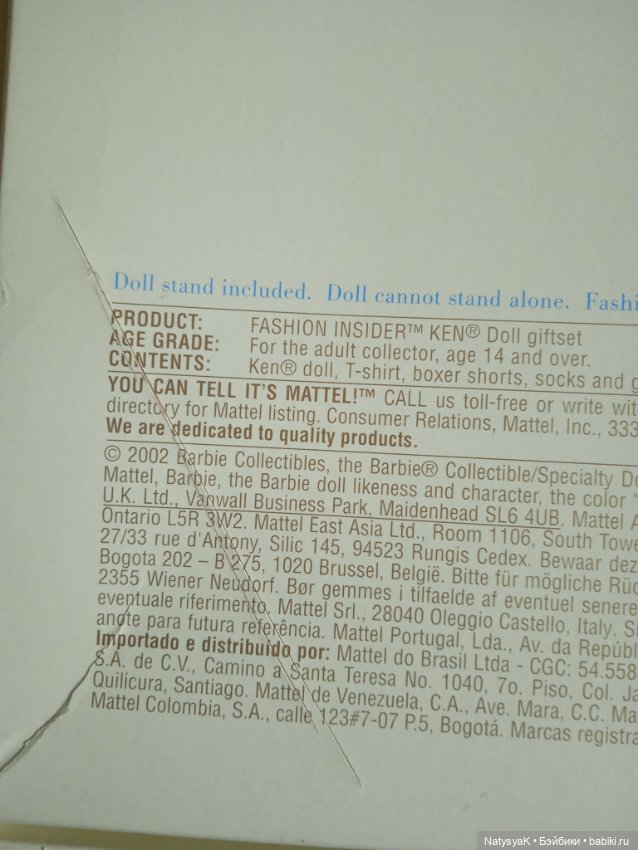 Doll stand included. Doll cannot stand alone. Fashi
PRODUCT: FASHION INSIDER™ KEN® Doll giftset
AGE GRADE: For the adult collector, age 14 and over.
CONTENTS: Ken® doll, T-shirt, boxer shorts, socks and g
YOU CAN TELL IT'S MATTEL!™ CALL us toll-free or write wit
directory for Mattel listing. Consumer Relations, Mattel, Inc., 333
We are dedicated to quality products.
© 2002 Barbie Collectibles, the Barbie® Collectible/Specialty Do
Mattel, Barbie, the Barbie doll likeness and character, the color "
U.K. Ltd., Vanwall Business Park, Maidenhead SL6 4UB. Mattel A
Ontario L5R 3W2. Mattel East Asia Ltd., Room 1106, South Towe
27/33 rue d'Antony, Silic 145, 94523 Rungis Cedex. Bewaar dez
Bogota 202 – B 275, 1020 Brussel, België. Bitte für mögliche Rüc
2355 Wiener Neudorf. Bør gemmes i tilfaelde af eventuel senere
eventuale riferimento. Mattel Srl., 28040 Oleggio Castello, Italy. S
anote para futura referência. Mattel Portugal, Lda., Av. da Repúbl
Importado e distribuido por: Mattel do Brasil Ltda - CGC: 54.558
S.A. de C.V., Camino a Santa Teresa No. 1040, 7o. Piso, Col. Ja
Quilicura, Santiago. Mattel de Venezuela, C.A., Ave. Mara, C.C. Ma
Mattel Colombia, S.A., calle 123#7-07 P.5, Bogotá. Marcas registra
NatysyaK • Бэйбики • babiki.ru